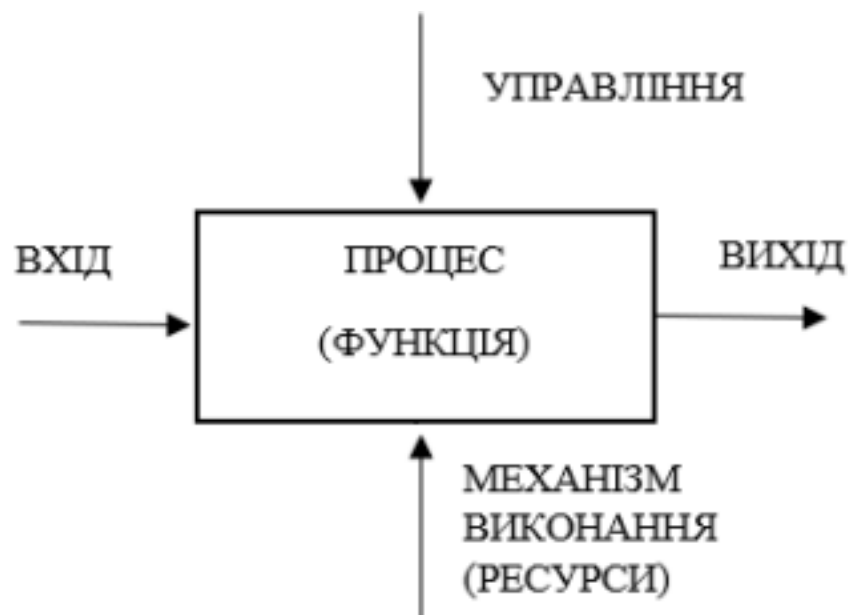 УПРАВЛІННЯ
ВХІД
ПРОЦЕС
ВИХІД
(ФУНКЦІЯ)
МЕХАНІЗМ
ВИКОНАННЯ
(РЕСУРСИ)